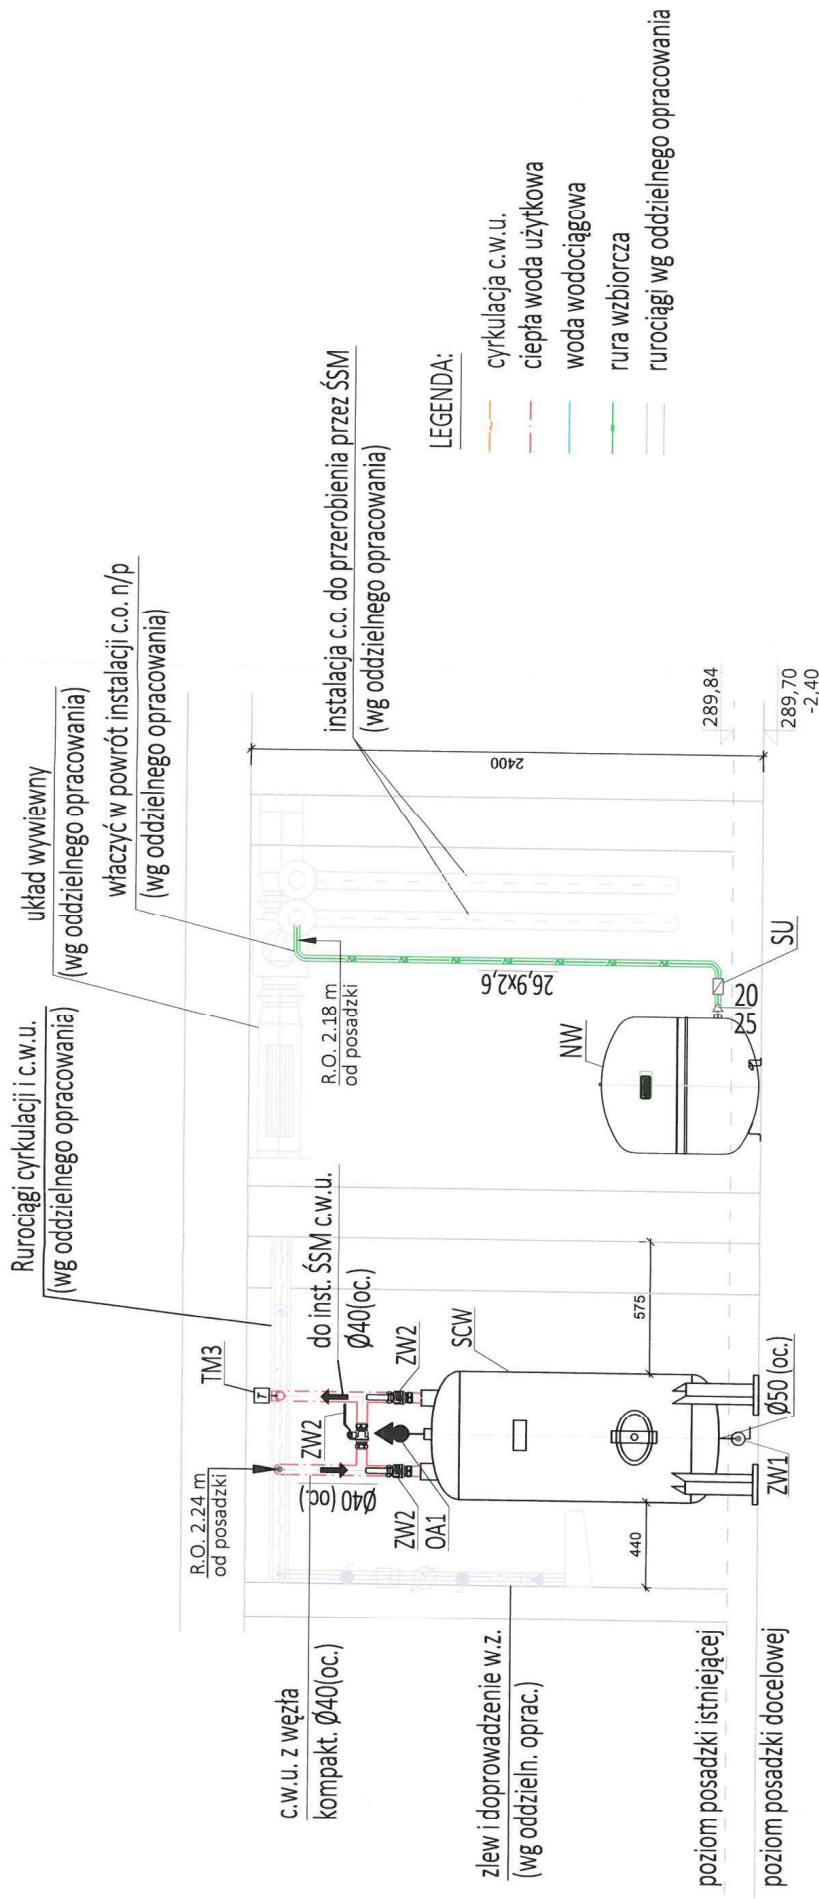 Rurociągi cyrkulacji i c.w.u.
(wg oddzielnego opracowania)
układ wywiewny
(wg oddzielnego opracowania)
właczyć w powrót instalacji c.o. n/p
(wg oddzielnego opracowania)
instalacja c.o. do przerobienia przez ŚSM
(wg oddzielnego opracowania)
c.w.u. z węzła
kompakt. Ø40(oc.)
R.O. 2.24 m
od posadzki
TM3
T
do inst. ŚSM c.w.u.
Ø40(oc.)
ZW2
Ø40 (oc.)
ZW2
OA1
ZW2
SCW
R.O. 2.18 m
od posadzki
26,9x2,6
2400
NW
SU
20
25
zlew i doprowadzenie w.z.
(wg oddzieln. oprac.)
440
575
ZW1
Ø50 (oc.)
poziom posadzki istniejącej
poziom posadzki docelowej
289,84
289,70
-2,40
LEGENDA:
cyrkulacja c.w.u.
ciepła woda użytkowa
woda wodociągowa
rura wzbiorcza
rurociągi wg oddzielnego opracowania